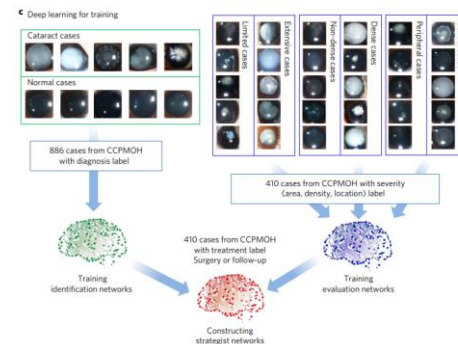 c Deep learning for training
Cataract cases
Normal cases
Limited cases
Extensive cases
Non-dense cases
Dense cases
Peripheral cases
886 cases from CCPMOH
with diagnosis label
410 cases from CCPMOH with severity
(area, density, location) label
410 cases from CCPMOH
with treatment label
Surgery or follow-up
Training
identification networks
Training
evaluation networks
Constructing
strategist networks